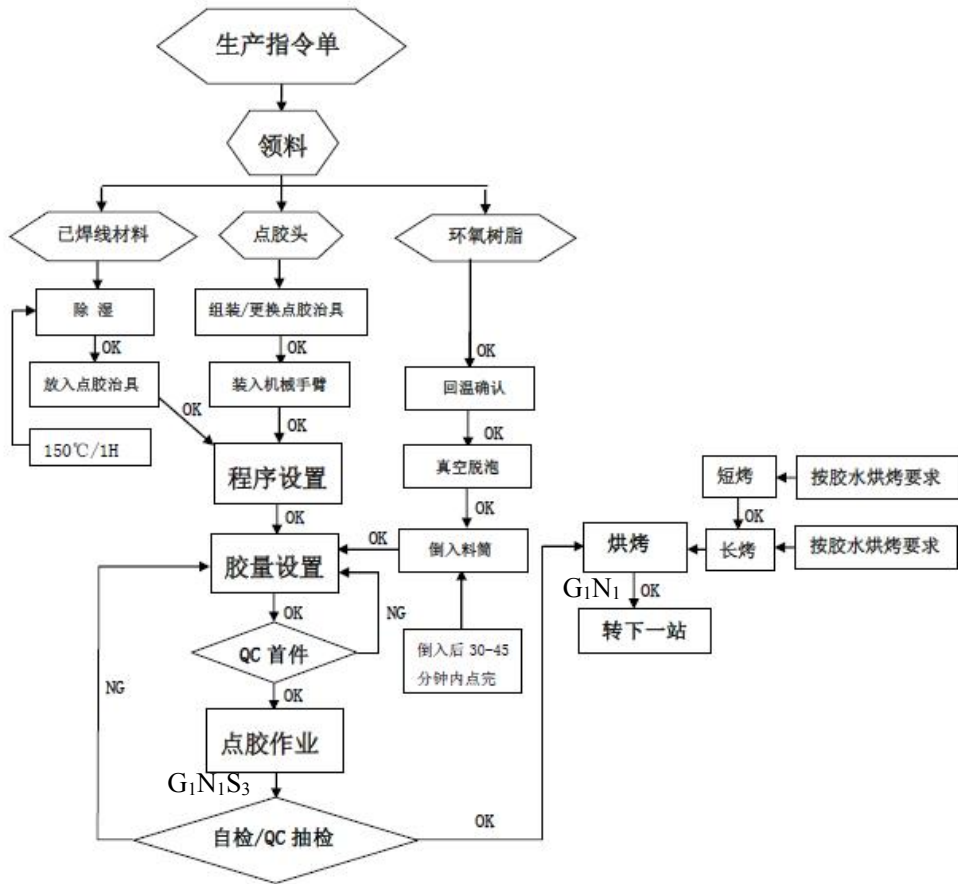 生产指令单
领料
已焊线材料
点胶头
环氧树脂
除 湿
组装/更换点胶治具
OK
OK
OK
放入点胶治具
装入机械手臂
回温确认
OK
OK
OK
150℃/1H
程序设置
真空脱泡
短烤
按胶水烘烤要求
OK
OK
OK
胶量设置
OK
倒入料筒
烘烤
长烤
按胶水烘烤要求
G₁N₁
OK
OK
NG
QC 首件
倒入后 30-45
分钟内点完
转下一站
NG
OK
点胶作业
G₁N₁S₃
自检/QC 抽检
OK